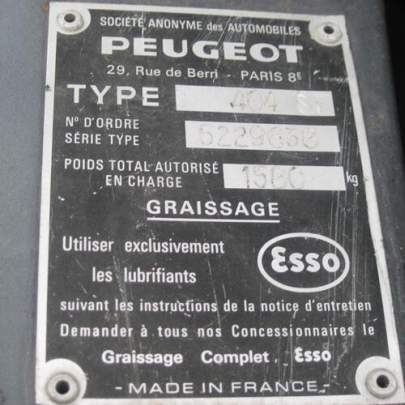 SOCIÉTÉ ANONYME des AUTOMOBILES
PEUGEOT
29, Rue de Berri - PARIS 8E
TYPE 404
N° D'ORDRE
SÉRIE TYPE
POIDS TOTAL AUTORISÉ
EN CHARGE 1500 kg
GRAISSAGE
Utiliser exclusivement
les lubrifiants
Esso
suivant les instructions de la notice d'entretien
Demander à tous nos Concessionnaires le
Graissage Complet Esso
- MADE IN FRANCE -